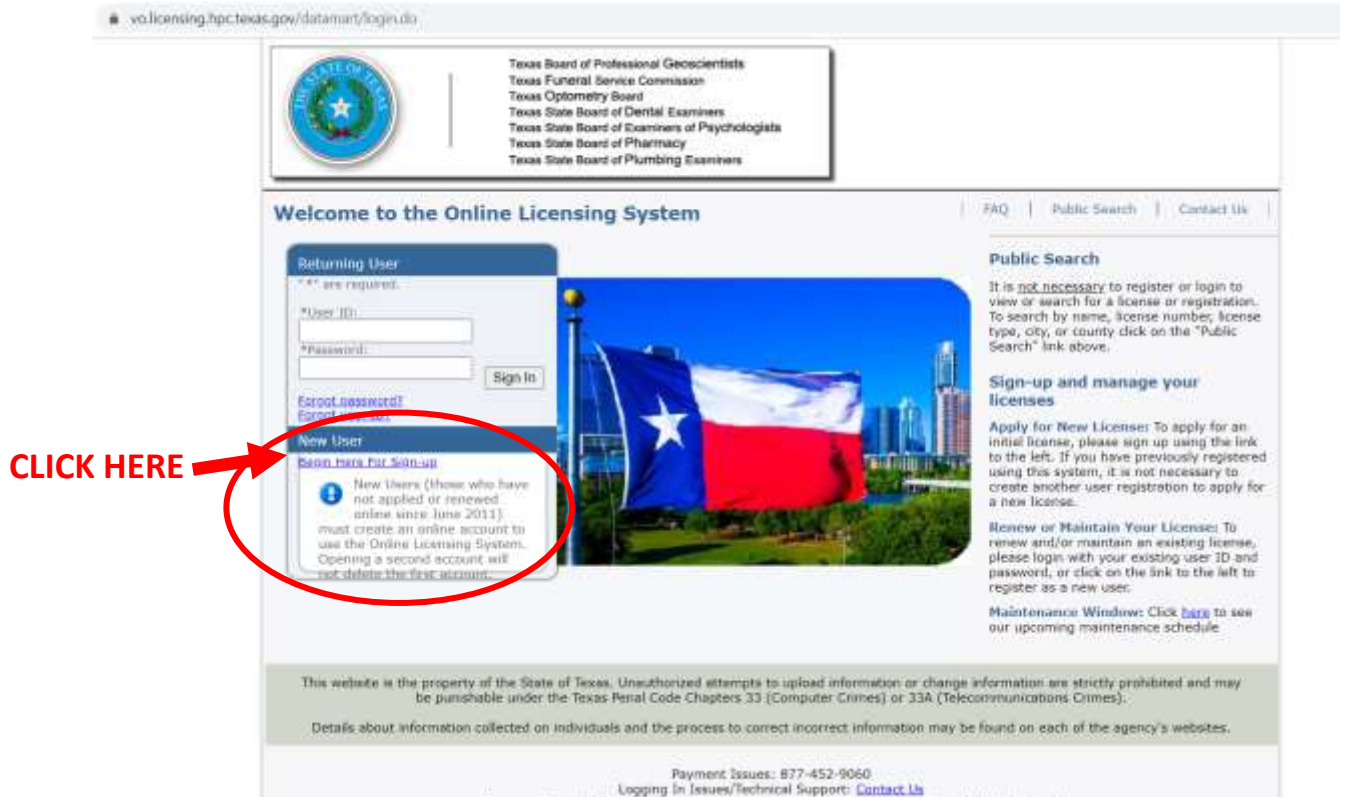 vo.licensing.hpc.texas.gov/datamart/login.do
THE STATE OF TEXAS
Texas Board of Professional Geoscientists
Texas Funeral Service Commission
Texas Optometry Board
Texas State Board of Dental Examiners
Texas State Board of Examiners of Psychologists
Texas State Board of Pharmacy
Texas State Board of Plumbing Examiners
Welcome to the Online Licensing System
| FAQ | Public Search | Contact Us |
Returning User
"*" are required.
*User ID:
*Password:
Sign In
Forgot password?
Forgot user ID?
New User
CLICK HERE
Begin Here For Sign-up
New Users (those who have
not applied or renewed
online since June 2011)
must create an online account to
use the Online Licensing System.
Opening a second account will
not delete the first account.
Public Search
It is not necessary to register or login to
view or search for a license or registration.
To search by name, license number, license
type, city, or county click on the "Public
Search" link above.
Sign-up and manage your
licenses
Apply for New License: To apply for an
initial license, please sign up using the link
to the left. If you have previously registered
using this system, it is not necessary to
create another user registration to apply for
a new license.
Renew or Maintain Your License: To
renew and/or maintain an existing license,
please login with your existing user ID and
password, or click on the link to the left to
register as a new user.
Maintenance Window: Click here to see
our upcoming maintenance schedule
This website is the property of the State of Texas. Unauthorized attempts to upload information or change information are strictly prohibited and may
be punishable under the Texas Penal Code Chapters 33 (Computer Crimes) or 33A (Telecommunications Crimes).
Details about information collected on individuals and the process to correct incorrect information may be found on each of the agency's websites.
Payment Issues: 877-452-9060
Logging In Issues/Technical Support: Contact Us